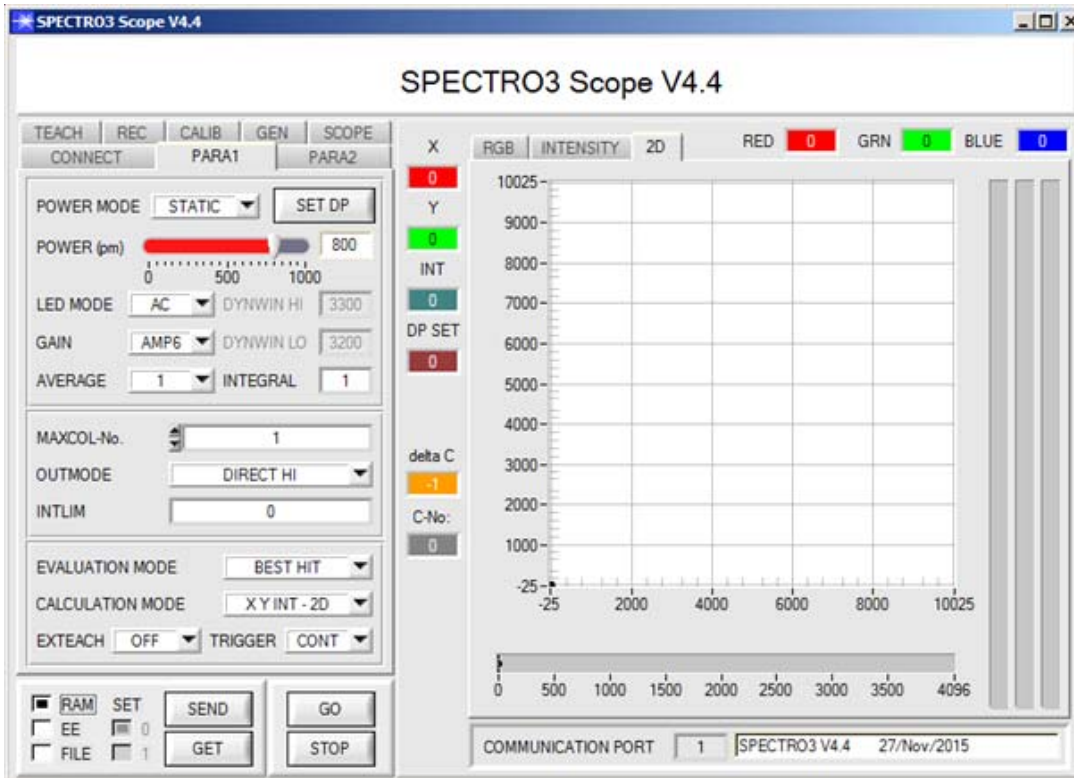 SPECTRO3 Scope V4.4
SPECTRO3 Scope V4.4
TEACH REC CALIB GEN SCOPE
CONNECT PARA1 PARA2
POWER MODE STATIC SET DP
POWER (pm) 800
0 500 1000
LED MODE AC DYNWIN HI 3300
GAIN AMP6 DYNWIN LO 3200
AVERAGE 1 INTEGRAL 1
MAXCOL-No. 1
OUTMODE DIRECT HI
INTLIM 0
EVALUATION MODE BEST HIT
CALCULATION MODE X Y INT - 2D
EXTEACH OFF TRIGGER CONT
RAM SET
EE 0
FILE 1
SEND
GET
GO
STOP
X
0
Y
0
INT
0
DP SET
0
delta C
-1
C-No:
0
RGB INTENSITY 2D RED 0 GRN 0 BLUE 0
10025
9000
8000
7000
6000
5000
4000
3000
2000
1000
-25
-25 2000 4000 6000 8000 10025
0 500 1000 1500 2000 2500 3000 3500 4096
COMMUNICATION PORT 1 SPECTRO3 V4.4 27/Nov/2015